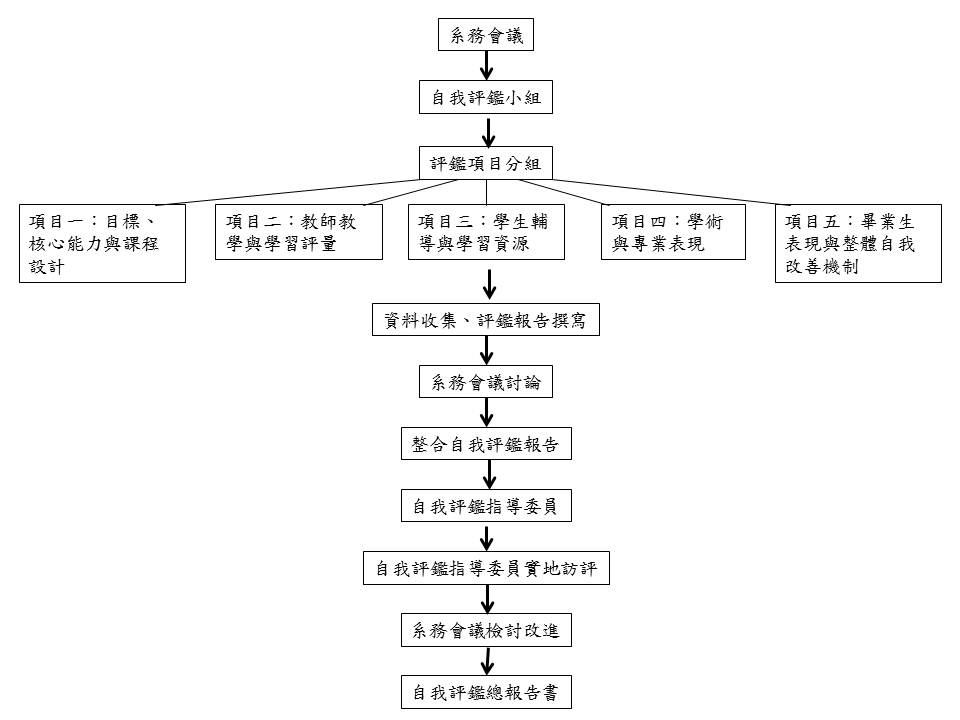 系務會議
自我評鑑小組
評鑑項目分組
項目一：目標、
核心能力與課程
設計
項目二：教師教
學與學習評量
項目三：學生輔
導與學習資源
項目四：學術
與專業表現
項目五：畢業生
表現與整體自我
改善機制
資料收集、評鑑報告撰寫
系務會議討論
整合自我評鑑報告
自我評鑑指導委員
自我評鑑指導委員實地訪評
系務會議檢討改進
自我評鑑總報告書